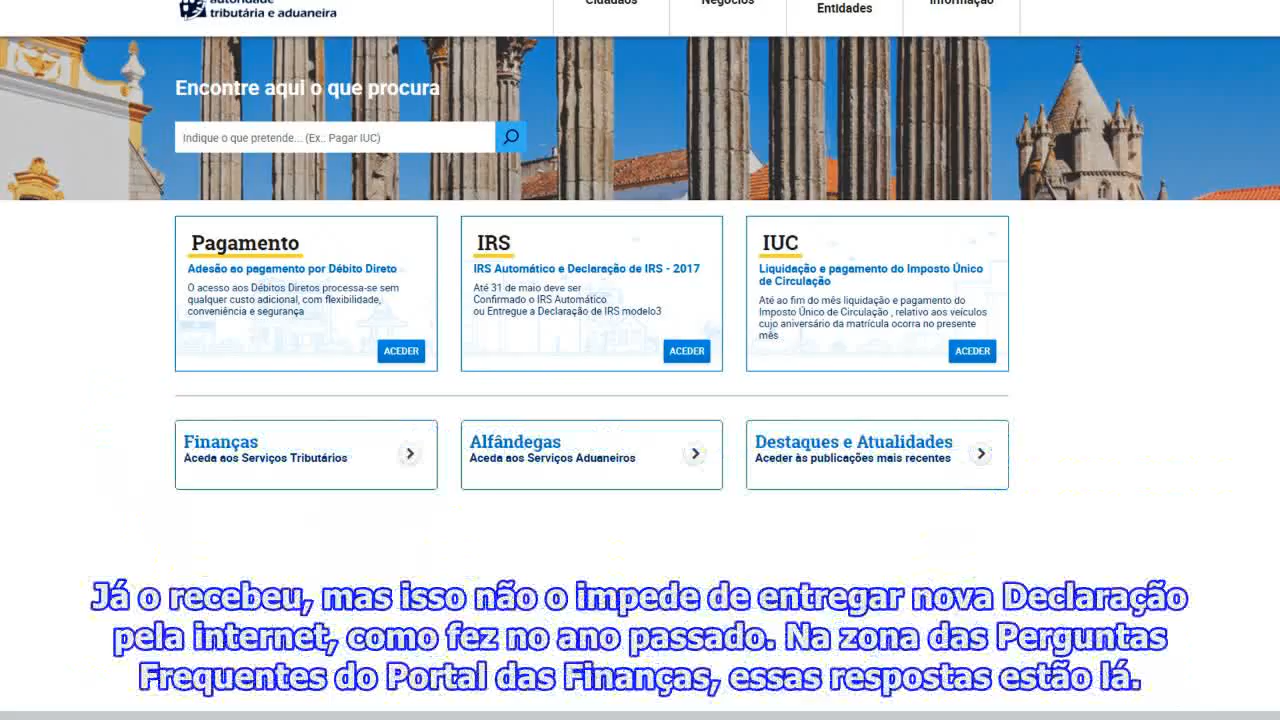 autoridade
tributária e aduaneira
Cidadãos
Negócios
Entidades
Informação
Encontre aqui o que procura
Indique o que pretende... (Ex.: Pagar IUC)
Pagamento
Adesão ao pagamento por Débito Direto
O acesso aos Débitos Diretos processa-se sem
qualquer custo adicional, com flexibilidade,
conveniência e segurança
ACEDER
IRS
IRS Automático e Declaração de IRS - 2017
Até 31 de maio deve ser
Confirmado o IRS Automático
ou Entregue a Declaração de IRS modelo3
ACEDER
IUC
Liquidação e pagamento do Imposto Único
de Circulação
Até ao fim do mês liquidação e pagamento do
Imposto Único de Circulação , relativo aos veículos
cujo aniversário da matrícula ocorra no presente
mês
ACEDER
Finanças
Aceda aos Serviços Tributários
Alfândegas
Aceda aos Serviços Aduaneiros
Destaques e Atualidades
Aceder às publicações mais recentes
Já o recebeu, mas isso não o impede de entregar nova Declaração
pela internet, como fez no ano passado. Na zona das Perguntas
Frequentes do Portal das Finanças, essas respostas estão lá.